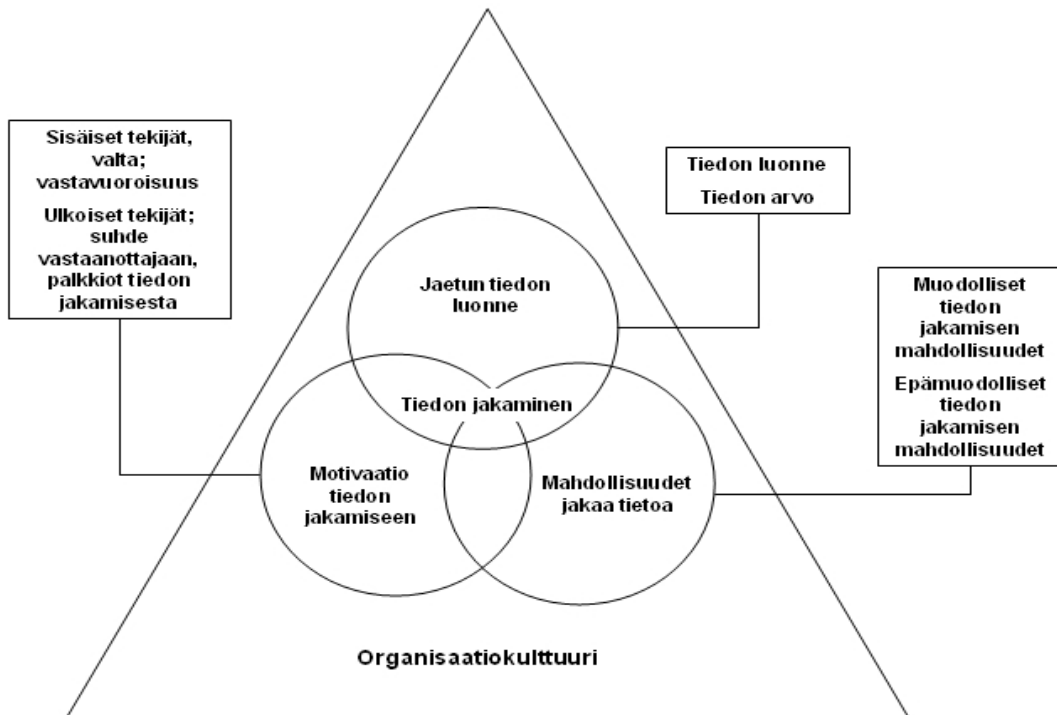 Sisäiset tekijät,
valta;
vastavuoroisuus
Ulkoiset tekijät;
suhde
vastaanottajaan,
palkkiot tiedon
jakamisesta
Tiedon luonne
Tiedon arvo
Muodolliset
tiedon
jakamisen
mahdollisuudet
Epämuodolliset
tiedon
jakamisen
mahdollisuudet
Jaetun tiedon
luonne
Tiedon jakaminen
Motivaatio
tiedon
jakamiseen
Mahdollisuudet
jakaa tietoa
Organisaatiokulttuuri